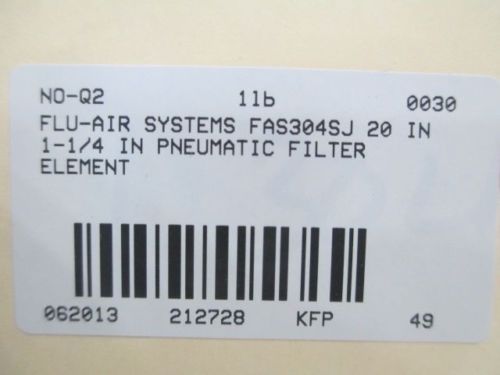 NO-Q2 1lb 0030
FLU-AIR SYSTEMS FAS304SJ 20 IN
1-1/4 IN PNEUMATIC FILTER
ELEMENT
062013 212728 KFP 49